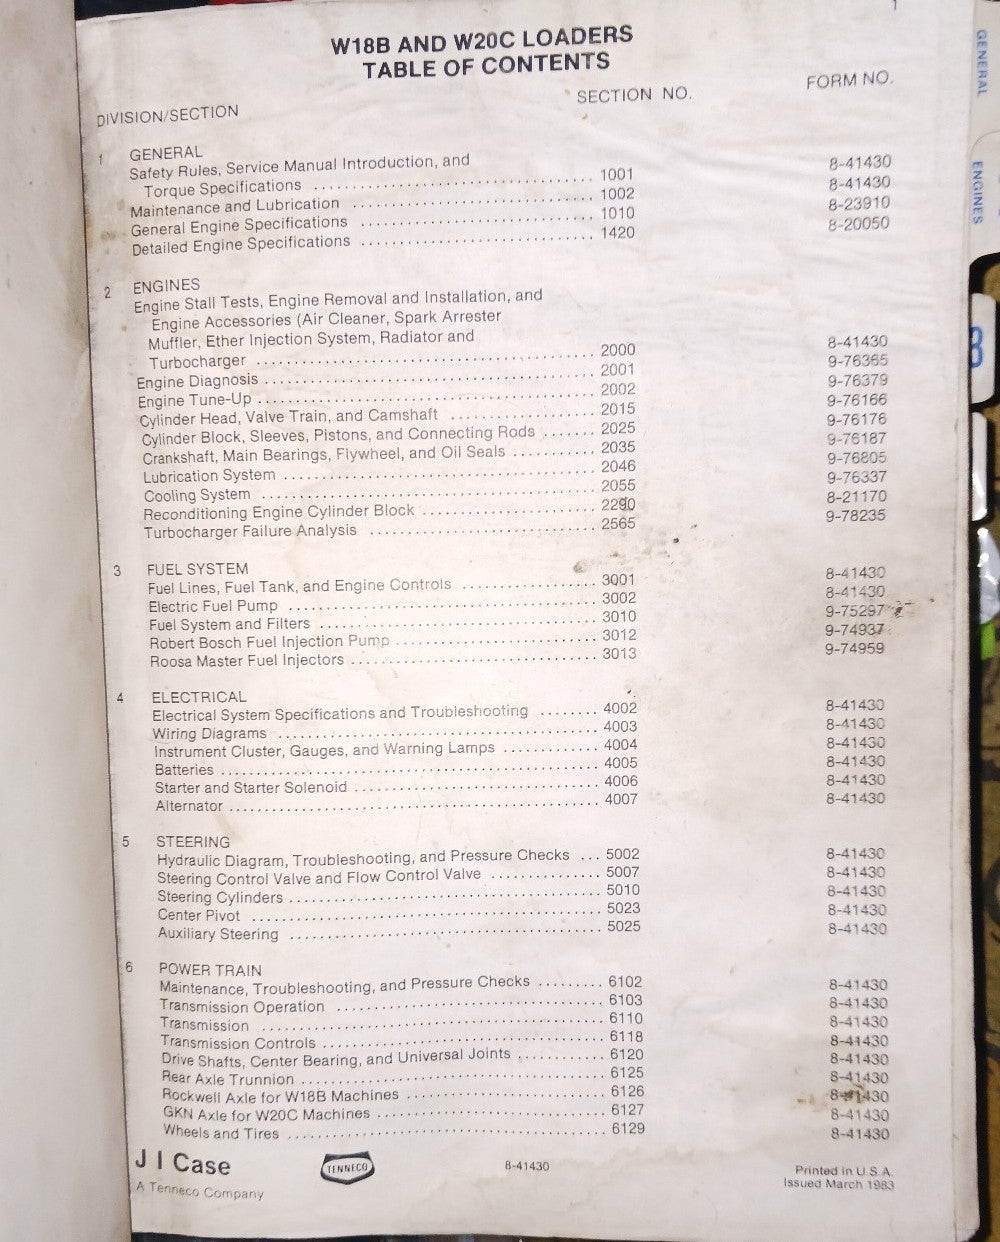 1
W18B AND W20C LOADERS
TABLE OF CONTENTS
DIVISION/SECTION SECTION NO. FORM NO.
1 GENERAL
Safety Rules, Service Manual Introduction, and
Torque Specifications ........ 1001 8-41430
Maintenance and Lubrication ........ 1002 8-41430
General Engine Specifications ........ 1010 8-23910
Detailed Engine Specifications ........ 1420 8-20050
2 ENGINES
Engine Stall Tests, Engine Removal and Installation, and
Engine Accessories (Air Cleaner, Spark Arrester
Muffler, Ether Injection System, Radiator and
Turbocharger ........ 2000 8-41430
Engine Diagnosis ........ 2001 9-76365
Engine Tune-Up ........ 2002 9-76379
Cylinder Head, Valve Train, and Camshaft ........ 2015 9-76166
Cylinder Block, Sleeves, Pistons, and Connecting Rods ....... 2025 9-76176
Crankshaft, Main Bearings, Flywheel, and Oil Seals ........ 2035 9-76187
Lubrication System ........ 2046 9-76805
Cooling System ........ 2055 9-76337
Reconditioning Engine Cylinder Block ........ 2290 8-21170
Turbocharger Failure Analysis ........ 2565 9-78235
3 FUEL SYSTEM
Fuel Lines, Fuel Tank, and Engine Controls ........ 3001 8-41430
Electric Fuel Pump ........ 3002 8-41430
Fuel System and Filters ........ 3010 9-75297
Robert Bosch Fuel Injection Pump ........ 3012 9-74937
Roosa Master Fuel Injectors ........ 3013 9-74959
4 ELECTRICAL
Electrical System Specifications and Troubleshooting ........ 4002 8-41430
Wiring Diagrams ........ 4003 8-41430
Instrument Cluster, Gauges, and Warning Lamps ........ 4004 8-41430
Batteries ........ 4005 8-41430
Starter and Starter Solenoid ........ 4006 8-41430
Alternator ........ 4007 8-41430
5 STEERING
Hydraulic Diagram, Troubleshooting, and Pressure Checks ... 5002 8-41430
Steering Control Valve and Flow Control Valve ........ 5007 8-41430
Steering Cylinders ........ 5010 8-41430
Center Pivot ........ 5023 8-41430
Auxiliary Steering ........ 5025 8-41430
6 POWER TRAIN
Maintenance, Troubleshooting, and Pressure Checks ......... 6102 8-41430
Transmission Operation ........ 6103 8-41430
Transmission ........ 6110 8-41430
Transmission Controls ........ 6118 8-41430
Drive Shafts, Center Bearing, and Universal Joints ........ 6120 8-41430
Rear Axle Trunnion ........ 6125 8-41430
Rockwell Axle for W18B Machines ........ 6126 8-41430
GKN Axle for W20C Machines ........ 6127 8-41430
Wheels and Tires ........ 6129 8-41430
J I Case
A Tenneco Company
TENNECO
8-41430
Printed in U.S.A.
Issued March 1983
GENERAL
ENGINES